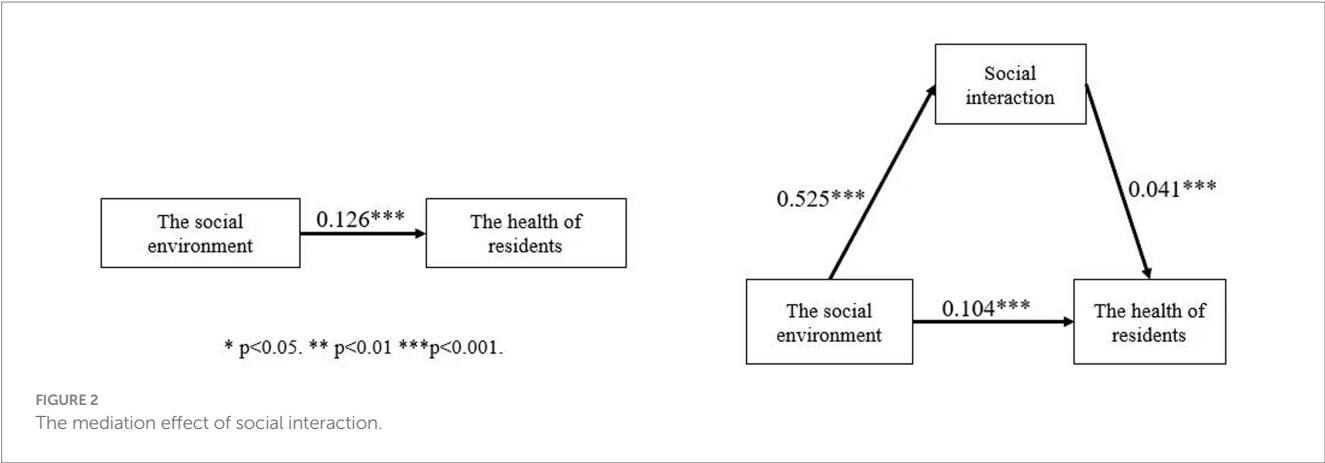 The social
environment
0.126***
The health of
residents
* p<0.05. ** p<0.01 ***p<0.001.
Social
interaction
0.525***
0.041***
The social
environment
0.104***
The health of
residents
FIGURE 2
The mediation effect of social interaction.